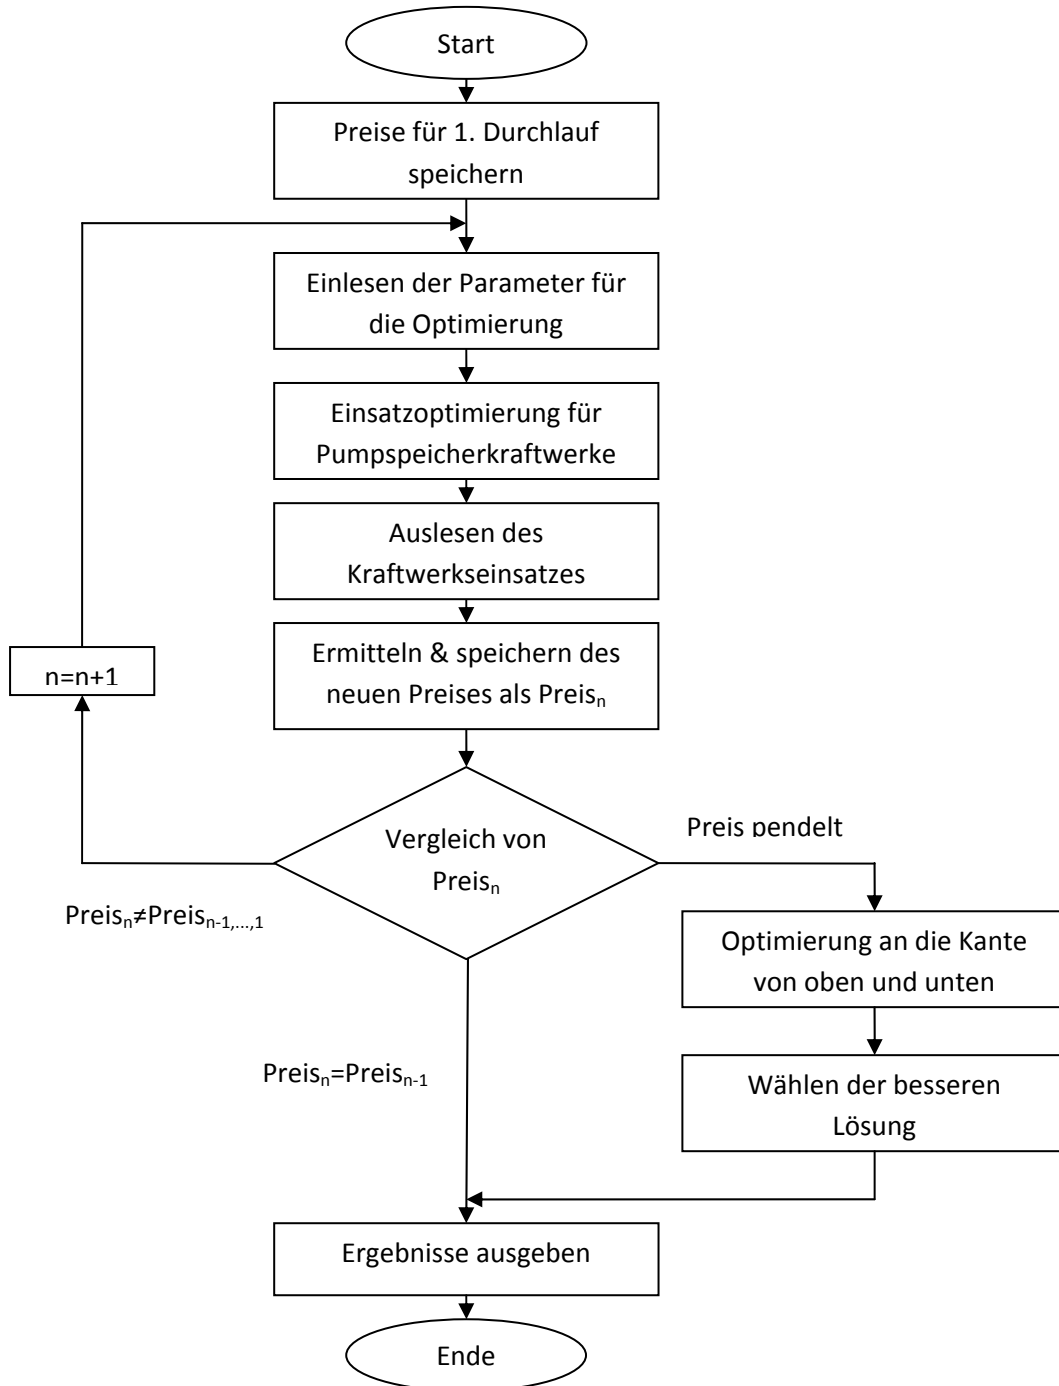 Start
Preise für 1. Durchlauf
speichern
Einlesen der Parameter für
die Optimierung
Einsatzoptimierung für
Pumpspeicherkraftwerke
Auslesen des
Kraftwerkseinsatzes
Ermitteln & speichern des
neuen Preises als Preisₙ
n=n+1
Vergleich von
Preisₙ
Preis pendelt
Preisₙ≠Preisₙ₋₁,...,₁
Optimierung an die Kante
von oben und unten
Preisₙ=Preisₙ₋₁
Wählen der besseren
Lösung
Ergebnisse ausgeben
Ende